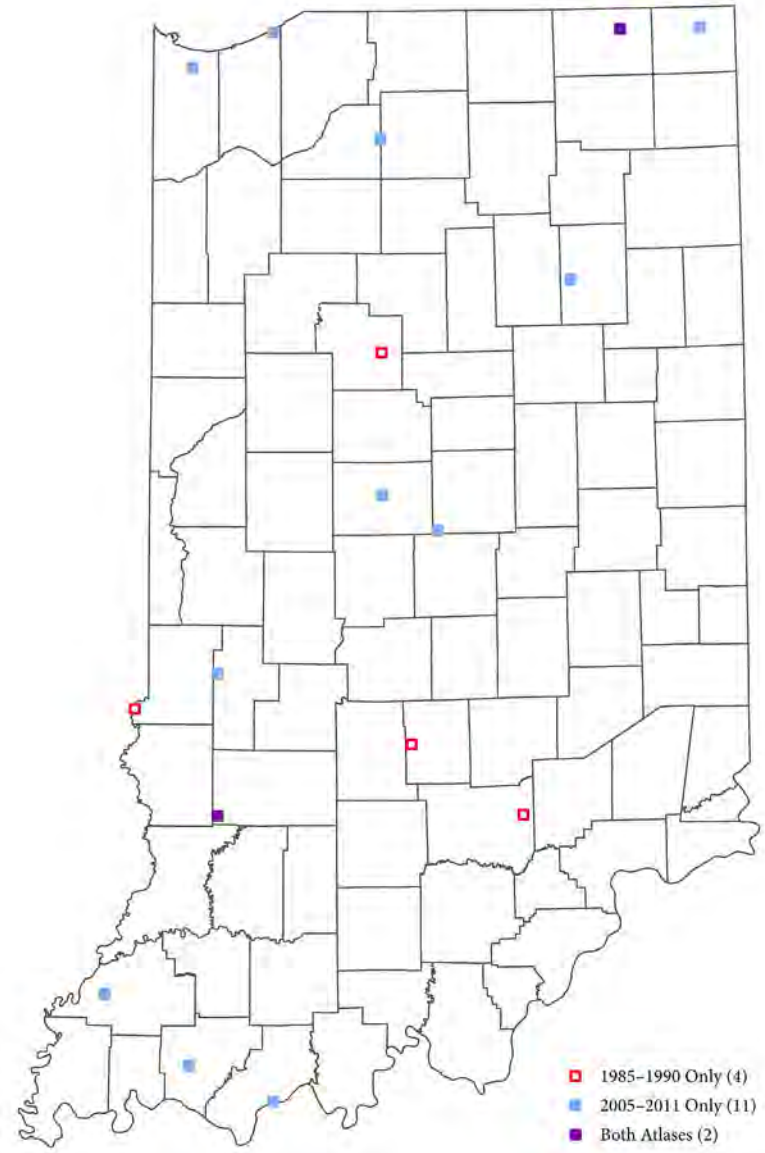 1985–1990 Only (4)
2005–2011 Only (11)
Both Atlases (2)